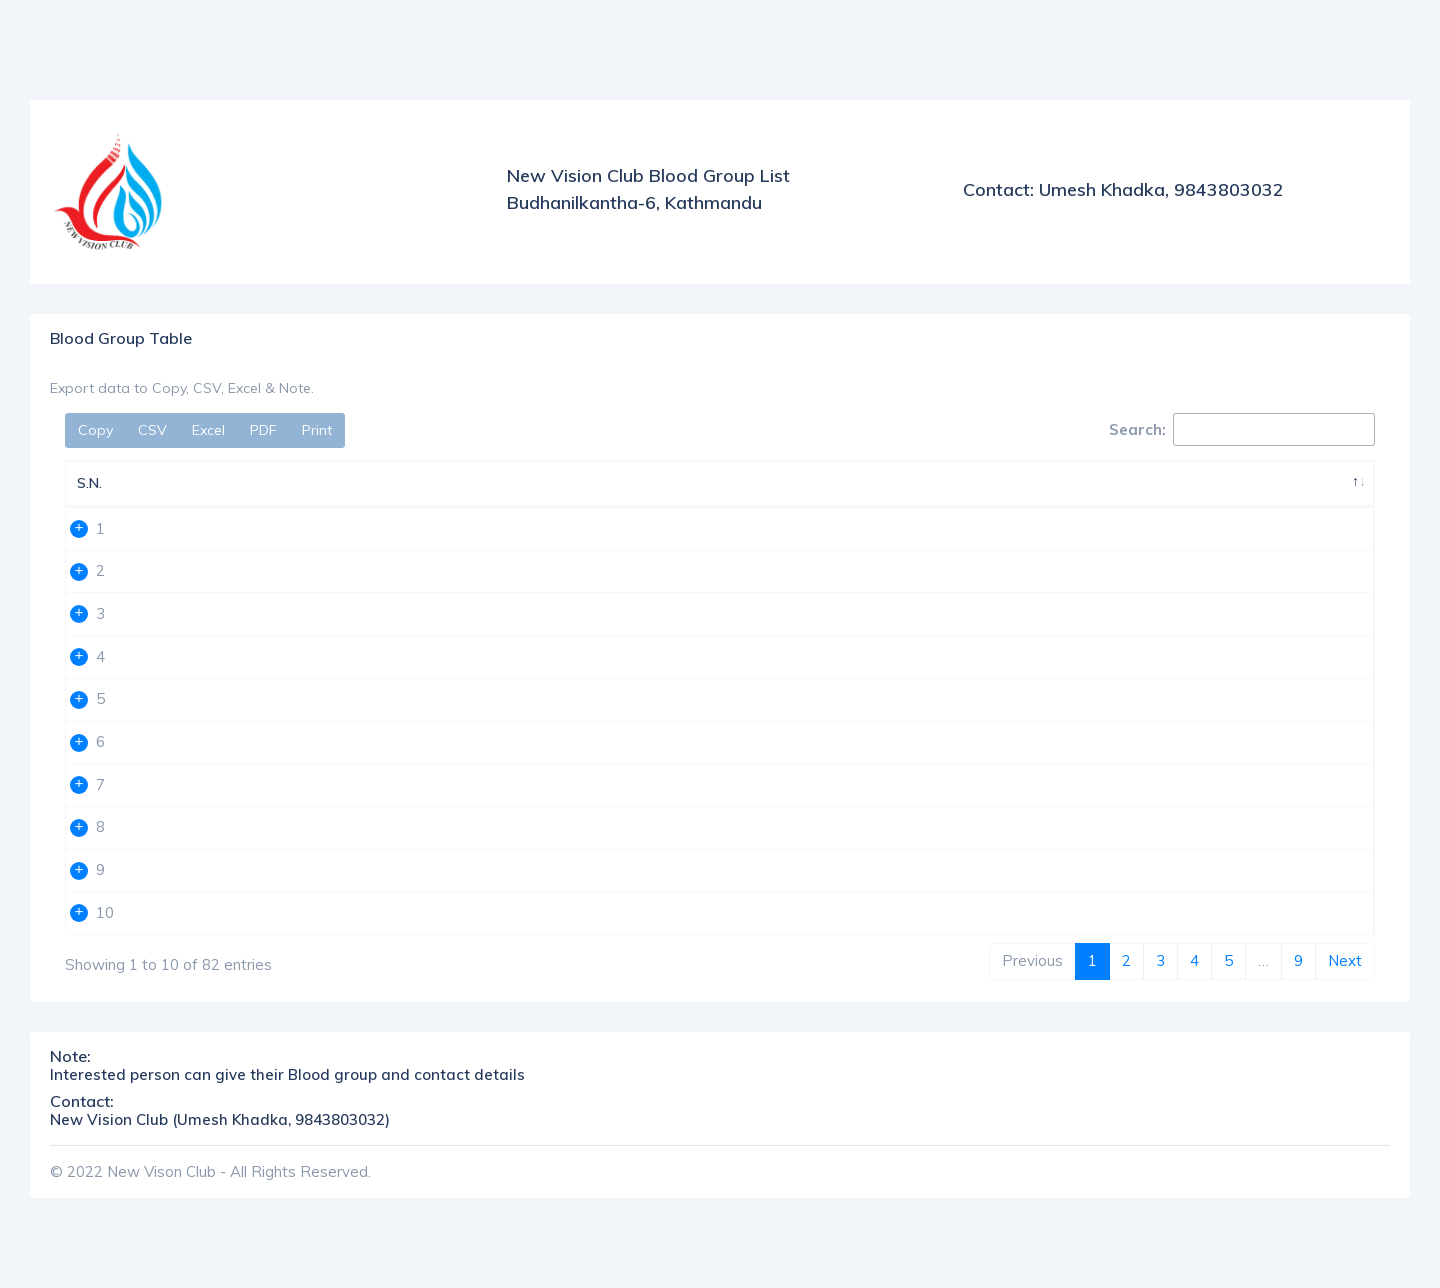 NEW VISION CLUB
New Vision Club Blood Group List
Budhanilkantha-6, Kathmandu
Contact: Umesh Khadka, 9843803032
Blood Group Table
Export data to Copy, CSV, Excel & Note.
Copy CSV Excel PDF Print
Search:
S.N. ↑↓
+ 1
+ 2
+ 3
+ 4
+ 5
+ 6
+ 7
+ 8
+ 9
+ 10
Showing 1 to 10 of 82 entries
Previous 1 2 3 4 5 … 9 Next
Note:
Interested person can give their Blood group and contact details
Contact:
New Vision Club (Umesh Khadka, 9843803032)
© 2022 New Vison Club - All Rights Reserved.